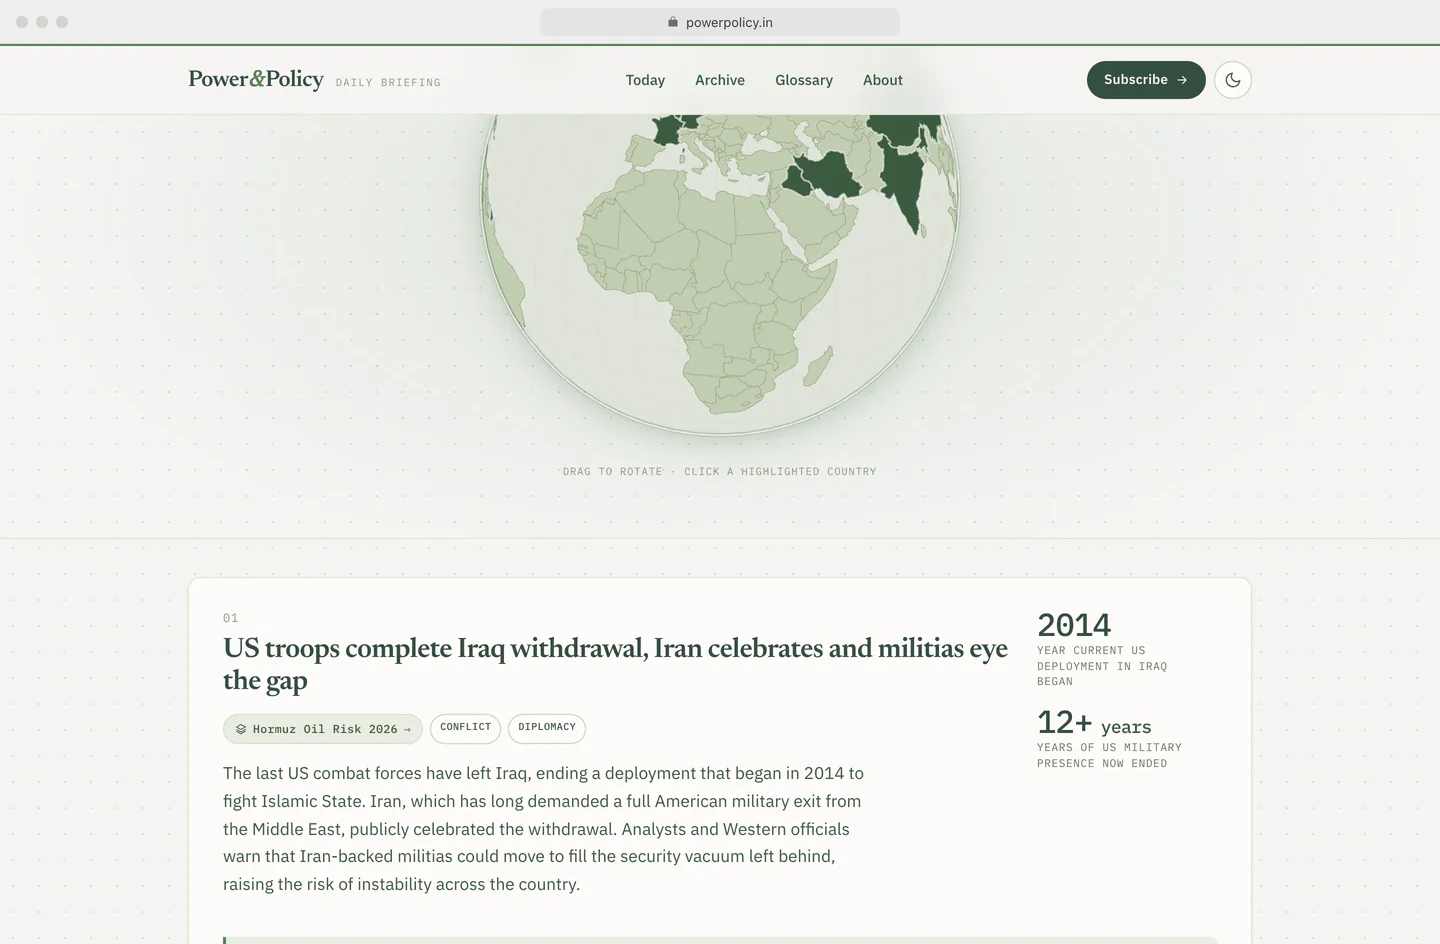 powerpolicy.in
Power&Policy DAILY BRIEFING
Today Archive Glossary About
Subscribe →
DRAG TO ROTATE · CLICK A HIGHLIGHTED COUNTRY
01
US troops complete Iraq withdrawal, Iran celebrates and militias eye
the gap
Hormuz Oil Risk 2026 → CONFLICT DIPLOMACY
The last US combat forces have left Iraq, ending a deployment that began in 2014 to
fight Islamic State. Iran, which has long demanded a full American military exit from
the Middle East, publicly celebrated the withdrawal. Analysts and Western officials
warn that Iran-backed militias could move to fill the security vacuum left behind,
raising the risk of instability across the country.
2014
YEAR CURRENT US
DEPLOYMENT IN IRAQ
BEGAN
12+ years
YEARS OF US MILITARY
PRESENCE NOW ENDED